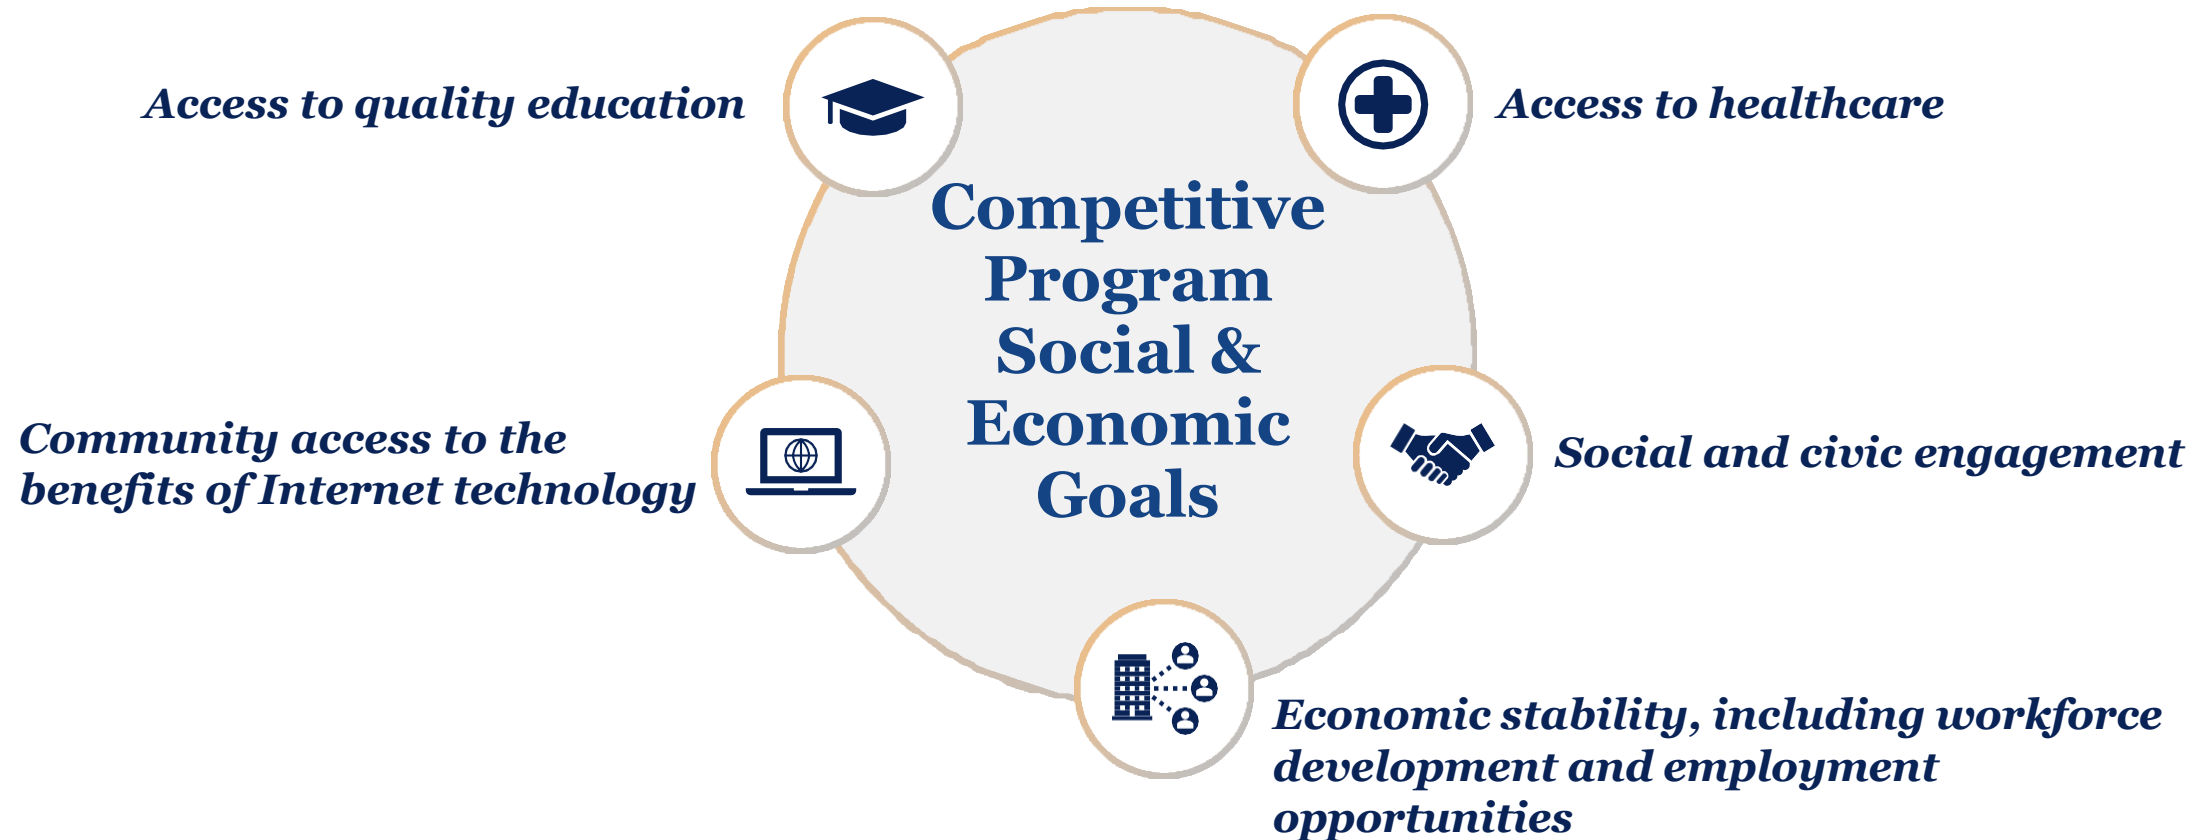 Access to quality education
Access to healthcare
Competitive
Program
Social &
Economic
Goals
Community access to the
benefits of Internet technology
Social and civic engagement
Economic stability, including workforce
development and employment
opportunities